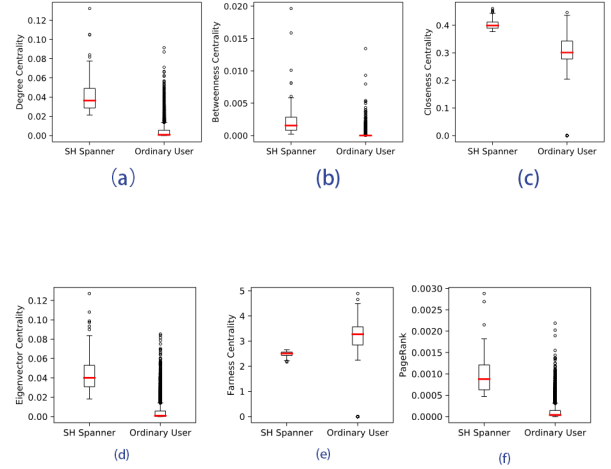 Degree Centrality
0.12
0.10
0.08
0.06
0.04
0.02
0.00
SH Spanner Ordinary User
(a)
Betweenness Centrality
0.020
0.015
0.010
0.005
0.000
SH Spanner Ordinary User
(b)
Closeness Centrality
0.4
0.3
0.2
0.1
0.0
SH Spanner Ordinary User
(c)
Eigenvector Centrality
0.12
0.10
0.08
0.06
0.04
0.02
0.00
SH Spanner Ordinary User
(d)
Farness Centrality
5
4
3
2
1
0
SH Spanner Ordinary User
(e)
PageRank
0.0030
0.0025
0.0020
0.0015
0.0010
0.0005
0.0000
SH Spanner Ordinary User
(f)